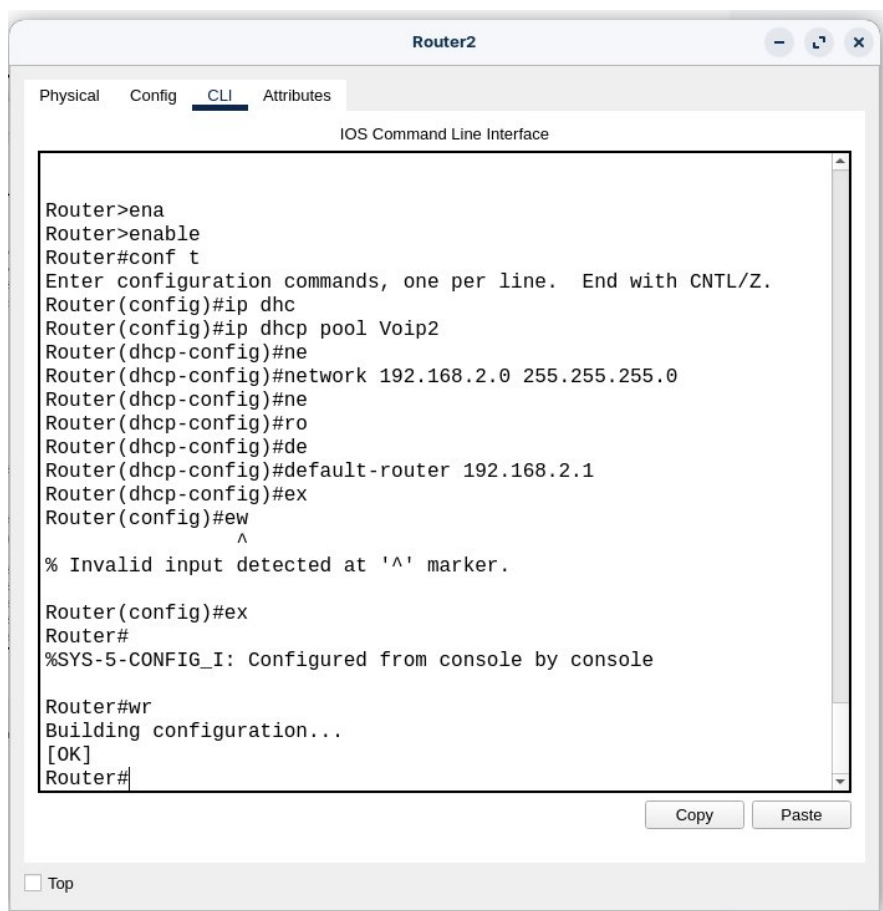 Router2
Physical Config CLI Attributes
IOS Command Line Interface
Router>ena
Router>enable
Router#conf t
Enter configuration commands, one per line.  End with CNTL/Z.
Router(config)#ip dhc
Router(config)#ip dhcp pool Voip2
Router(dhcp-config)#ne
Router(dhcp-config)#network 192.168.2.0 255.255.255.0
Router(dhcp-config)#ne
Router(dhcp-config)#ro
Router(dhcp-config)#de
Router(dhcp-config)#default-router 192.168.2.1
Router(dhcp-config)#ex
Router(config)#ew
^
% Invalid input detected at '^' marker.
Router(config)#ex
Router#
%SYS-5-CONFIG_I: Configured from console by console
Router#wr
Building configuration...
[OK]
Router#
Copy Paste
Top